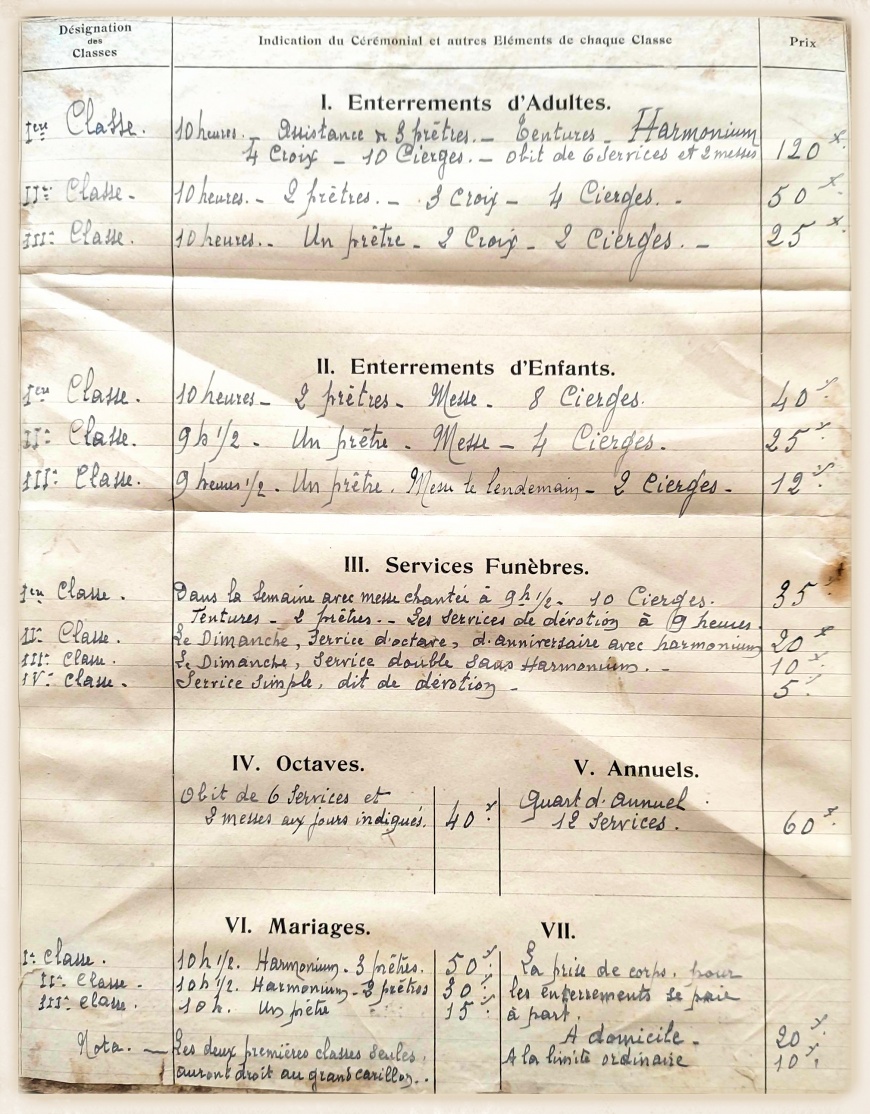 Désignation
des
Classes
Indication du Cérémonial et autres Eléments de chaque Classe
Prix
I. Enterrements d'Adultes.
Ière Classe. 10 heures. - Assistance de 3 prêtres. - Tentures - Harmonium
4 Croix - 10 Cierges. - Obit de 6 Services et 2 messes 120 f.
IIe Classe - 10 heures. - 2 prêtres. - 3 Croix - 4 Cierges. - 50 f.
IIIe Classe. 10 heures. - Un prêtre - 2 Croix - 2 Cierges. - 25 f.
II. Enterrements d'Enfants.
Ière Classe. 10 heures - 2 prêtres - Messe - 8 Cierges. 40 f.
IIe Classe. 9 h 1/2 - Un prêtre - Messe - 4 Cierges. 25 f.
IIIe Classe. 9 heures 1/2 - Un prêtre. Messe le lendemain - 2 Cierges - 12 f.
III. Services Funèbres.
Ière Classe. Dans la Semaine avec messe chantée à 9 h 1/2 - 10 Cierges. 35 f.
Tentures - 2 prêtres. - Les Services de dévotion à 9 heures.
IIe Classe. Le Dimanche, Service d'octave, d'anniversaire avec harmonium 20 f.
IIIe Classe. Le Dimanche, Service double sans Harmonium. - 10 f.
IVe Classe. Service simple, dit de dévotion - 5 f.
IV. Octaves.
Obit de 6 Services et
2 messes aux jours indiqués. 40 f.
V. Annuels.
Quart d'annuel :
12 Services. 60 f.
VI. Mariages.
Ie Classe. 10 h 1/2. Harmonium - 3 prêtres. 50 f.
IIe Classe - 10 h 1/2. Harmonium - 2 prêtres 30 f.
IIIe Classe. 10 h. Un prêtre 15 f.
Nota. - Les deux premières classes seules,
auront droit au grand carillon.
VII.
La prise de corps, pour
les enterrements se paie
à part.
A domicile - 20 f.
A la limite ordinaire 10 f.